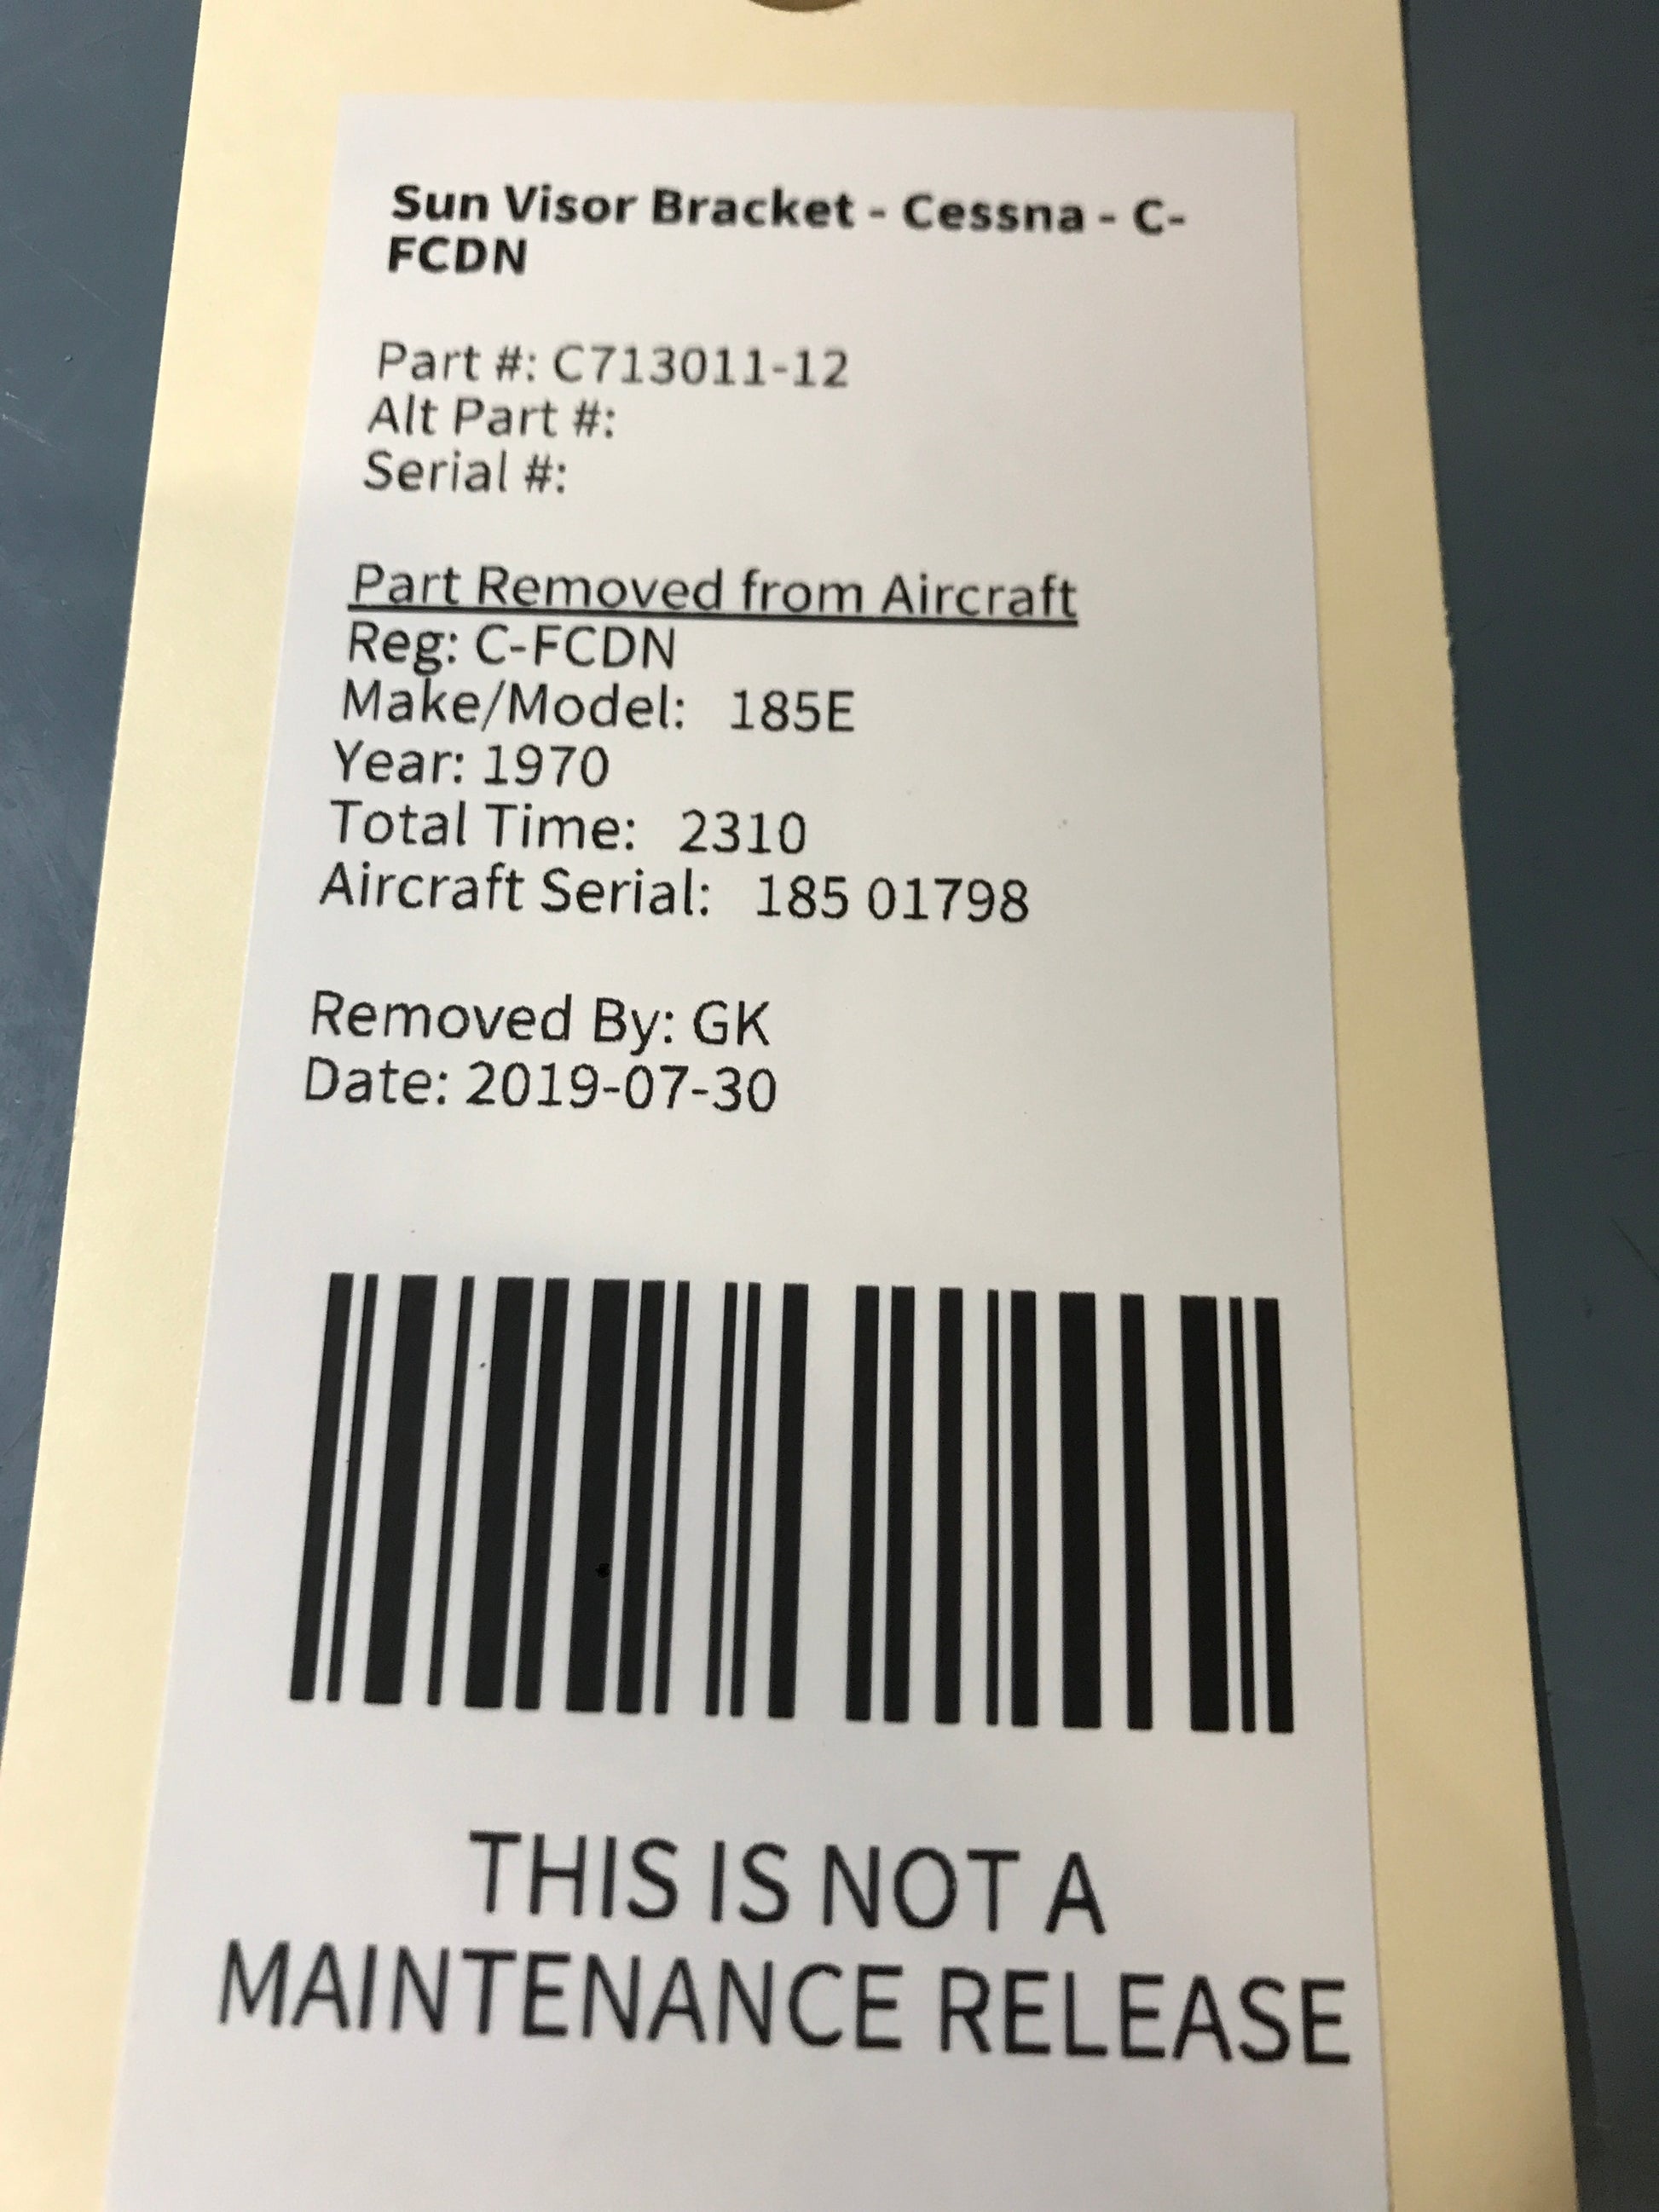 Sun Visor Bracket - Cessna - C-
FCDN
Part #: C713011-12
Alt Part #:
Serial #:
Part Removed from Aircraft
Reg: C-FCDN
Make/Model: 185E
Year: 1970
Total Time: 2310
Aircraft Serial: 185 01798
Removed By: GK
Date: 2019-07-30
THIS IS NOT A
MAINTENANCE RELEASE